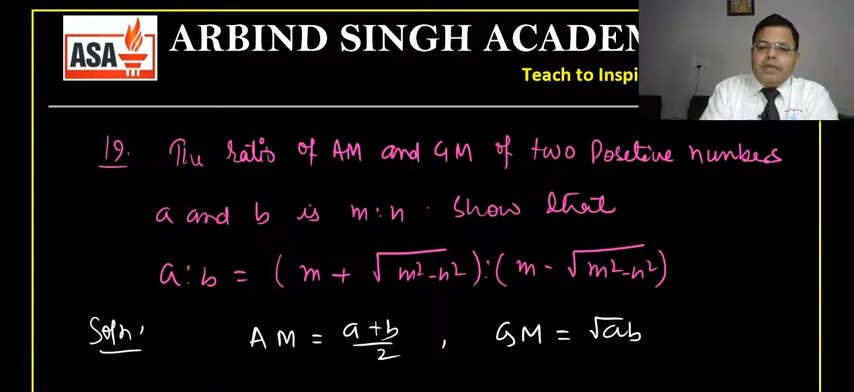 ASA
ARBIND SINGH ACADEM
Teach to Inspi
19. The ratio of AM and GM of two Posetive numbers
a and b is m:n. Show that
a:b = (m + √m²-n²):(m - √m²-n²)
Soln. AM = a+b/2, GM = √ab